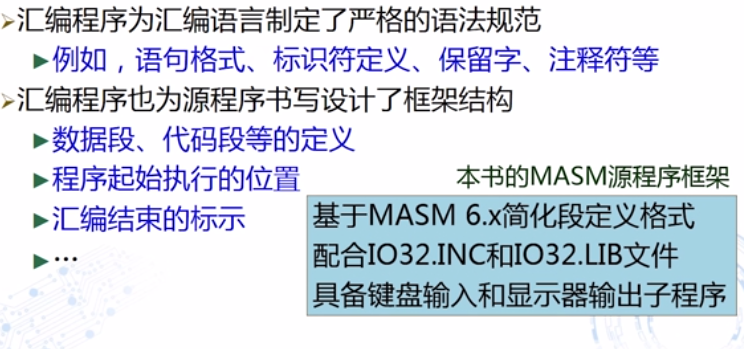 汇编程序为汇编语言制定了严格的语法规范
例如，语句格式、标识符定义、保留字、注释符等
汇编程序也为源程序书写设计了框架结构
数据段、代码段等的定义
程序起始执行的位置
汇编结束的标示
…
本书的MASM源程序框架
基于MASM 6.x简化段定义格式
配合IO32.INC和IO32.LIB文件
具备键盘输入和显示器输出子程序